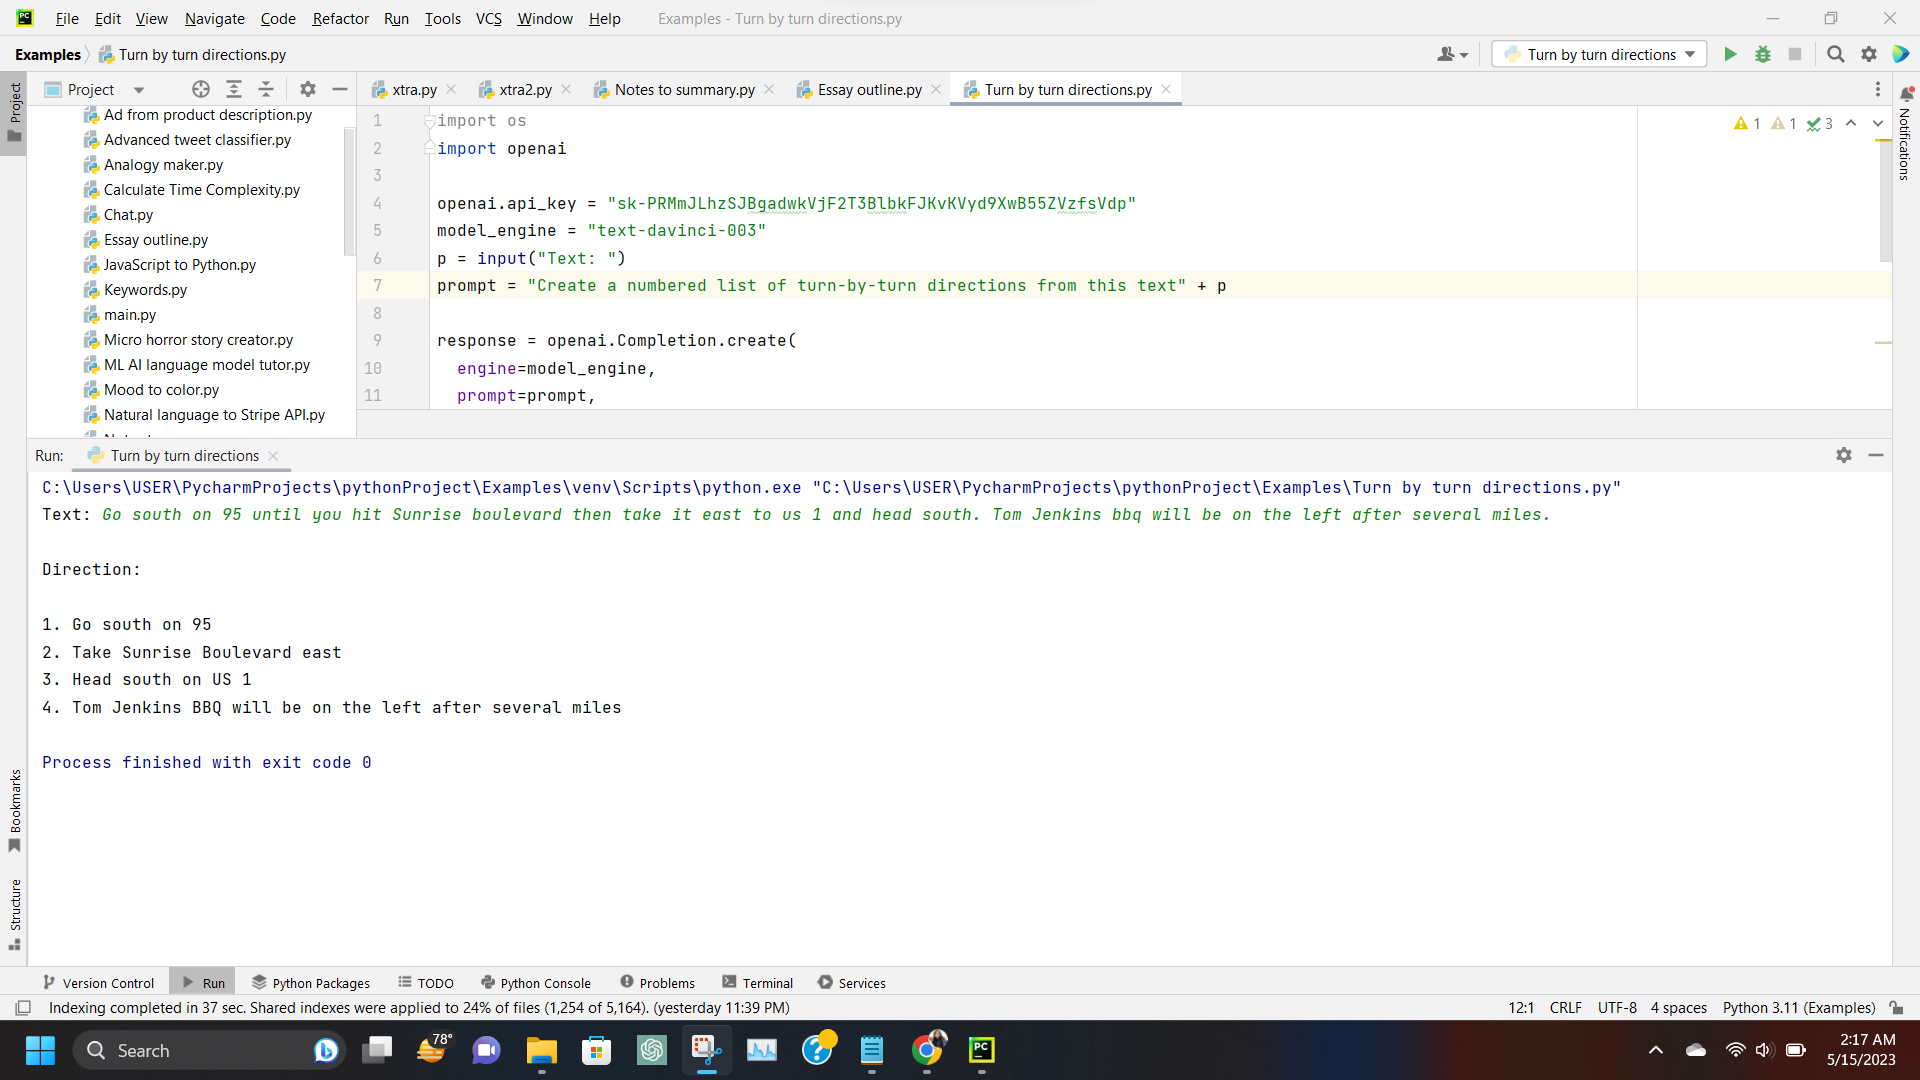 File Edit View Navigate Code Refactor Run Tools VCS Window Help Examples - Turn by turn directions.py
Examples Turn by turn directions.py Turn by turn directions
Project Project xtra.py xtra2.py Notes to summary.py Essay outline.py Turn by turn directions.py
Notifications
Ad from product description.py
Advanced tweet classifier.py
Analogy maker.py
Calculate Time Complexity.py
Chat.py
Essay outline.py
JavaScript to Python.py
Keywords.py
main.py
Micro horror story creator.py
ML AI language model tutor.py
Mood to color.py
Natural language to Stripe API.py
1 import os
1 1 3
2 import openai
3
4 openai.api_key = "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"
5 model_engine = "text-davinci-003"
6 p = input("Text: ")
7 prompt = "Create a numbered list of turn-by-turn directions from this text" + p
8
9 response = openai.Completion.create(
10 engine=model_engine,
11 prompt=prompt,
Run: Turn by turn directions
C:\Users\USER\PycharmProjects\pythonProject\Examples\venv\Scripts\python.exe "C:\Users\USER\PycharmProjects\pythonProject\Examples\Turn by turn directions.py"
Text: Go south on 95 until you hit Sunrise boulevard then take it east to us 1 and head south. Tom Jenkins bbq will be on the left after several miles.
Direction:
1. Go south on 95
2. Take Sunrise Boulevard east
3. Head south on US 1
4. Tom Jenkins BBQ will be on the left after several miles
Process finished with exit code 0
Bookmarks
Structure
Version Control Run Python Packages TODO Python Console Problems Terminal Services
Indexing completed in 37 sec. Shared indexes were applied to 24% of files (1,254 of 5,164). (yesterday 11:39 PM) 12:1 CRLF UTF-8 4 spaces Python 3.11 (Examples)
Search 78° PC 2:17 AM
5/15/2023